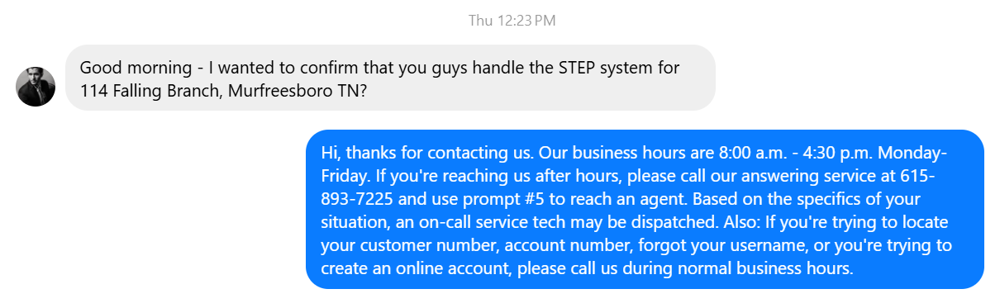 Thu 12:23 PM
Good morning - I wanted to confirm that you guys handle the STEP system for
114 Falling Branch, Murfreesboro TN?
Hi, thanks for contacting us. Our business hours are 8:00 a.m. - 4:30 p.m. Monday-
Friday. If you're reaching us after hours, please call our answering service at 615-
893-7225 and use prompt #5 to reach an agent. Based on the specifics of your
situation, an on-call service tech may be dispatched. Also: If you're trying to locate
your customer number, account number, forgot your username, or you're trying to
create an online account, please call us during normal business hours.